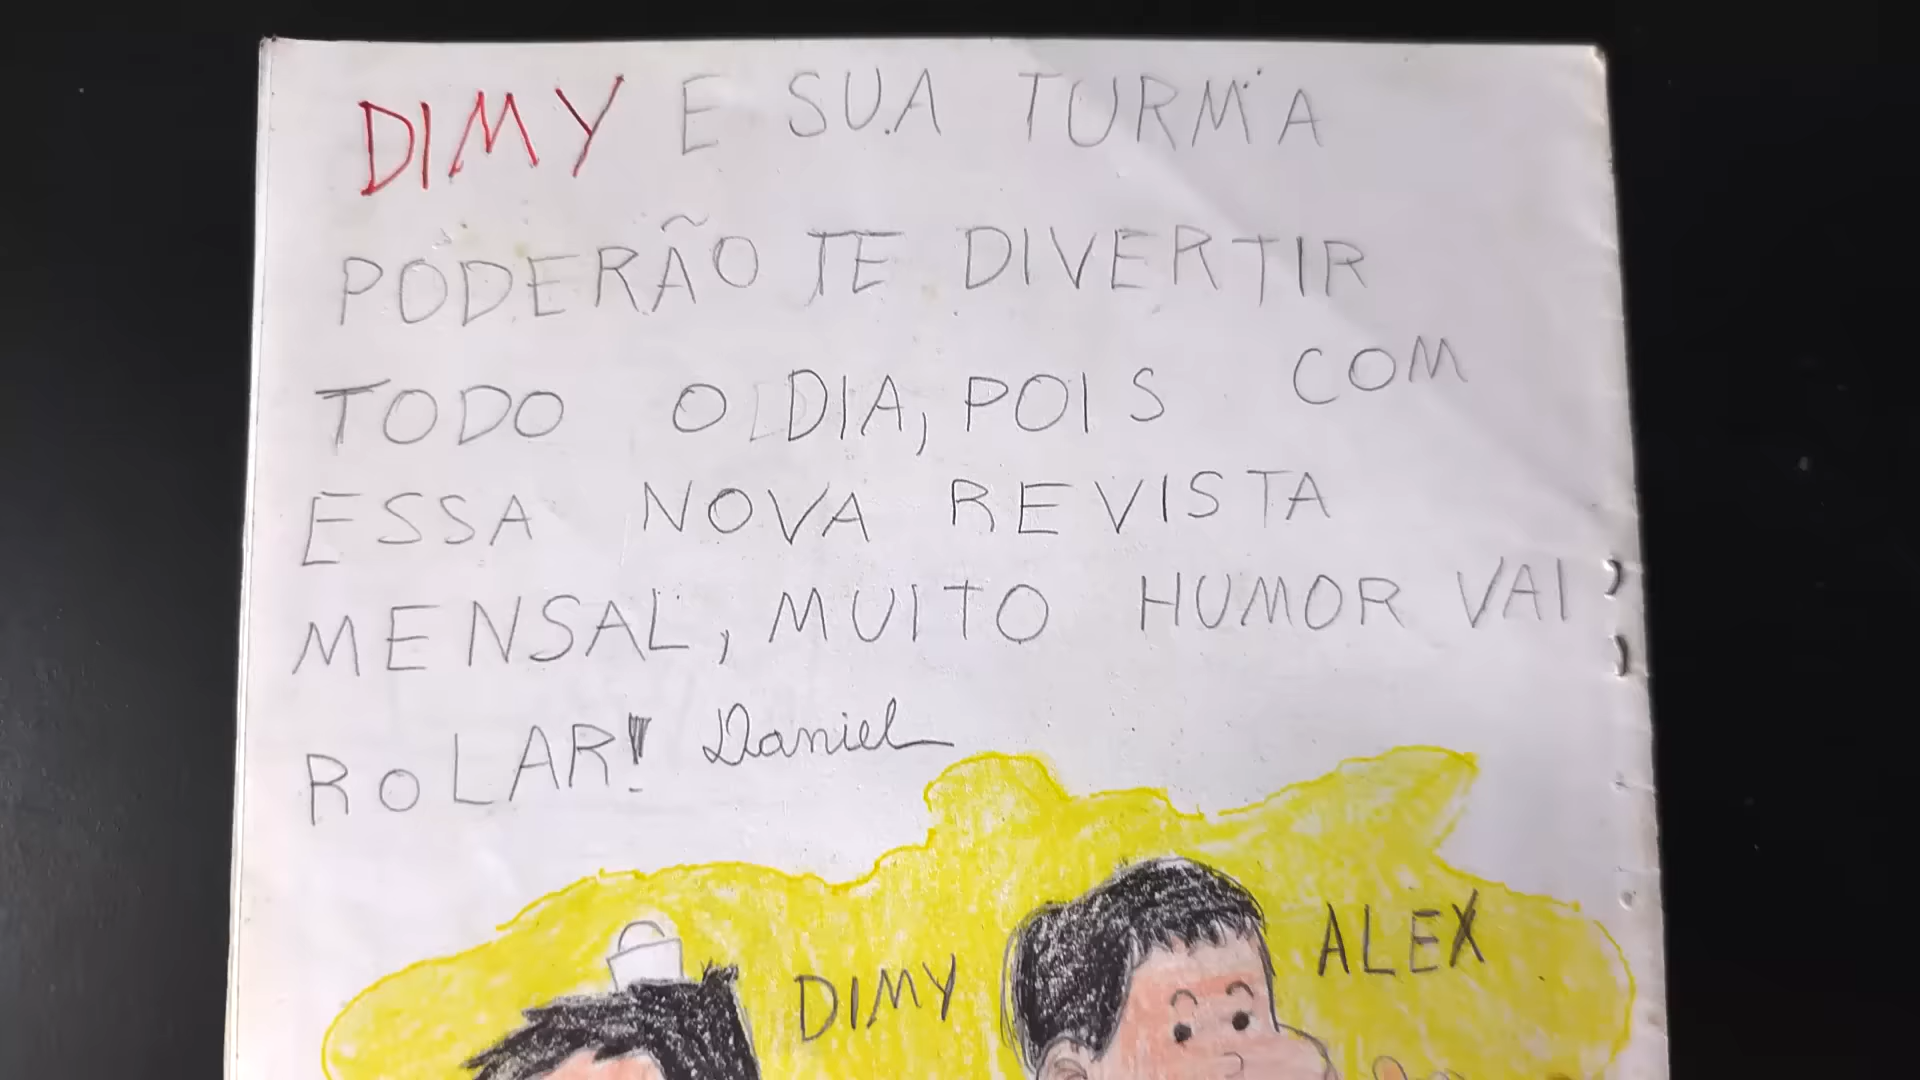 DIMY E SUA TURMA
PODERÃO TE DIVERTIR
TODO O DIA, POIS COM
ESSA NOVA REVISTA
MENSAL, MUITO HUMOR VAI
ROLAR! Daniel
ALEX
DIMY